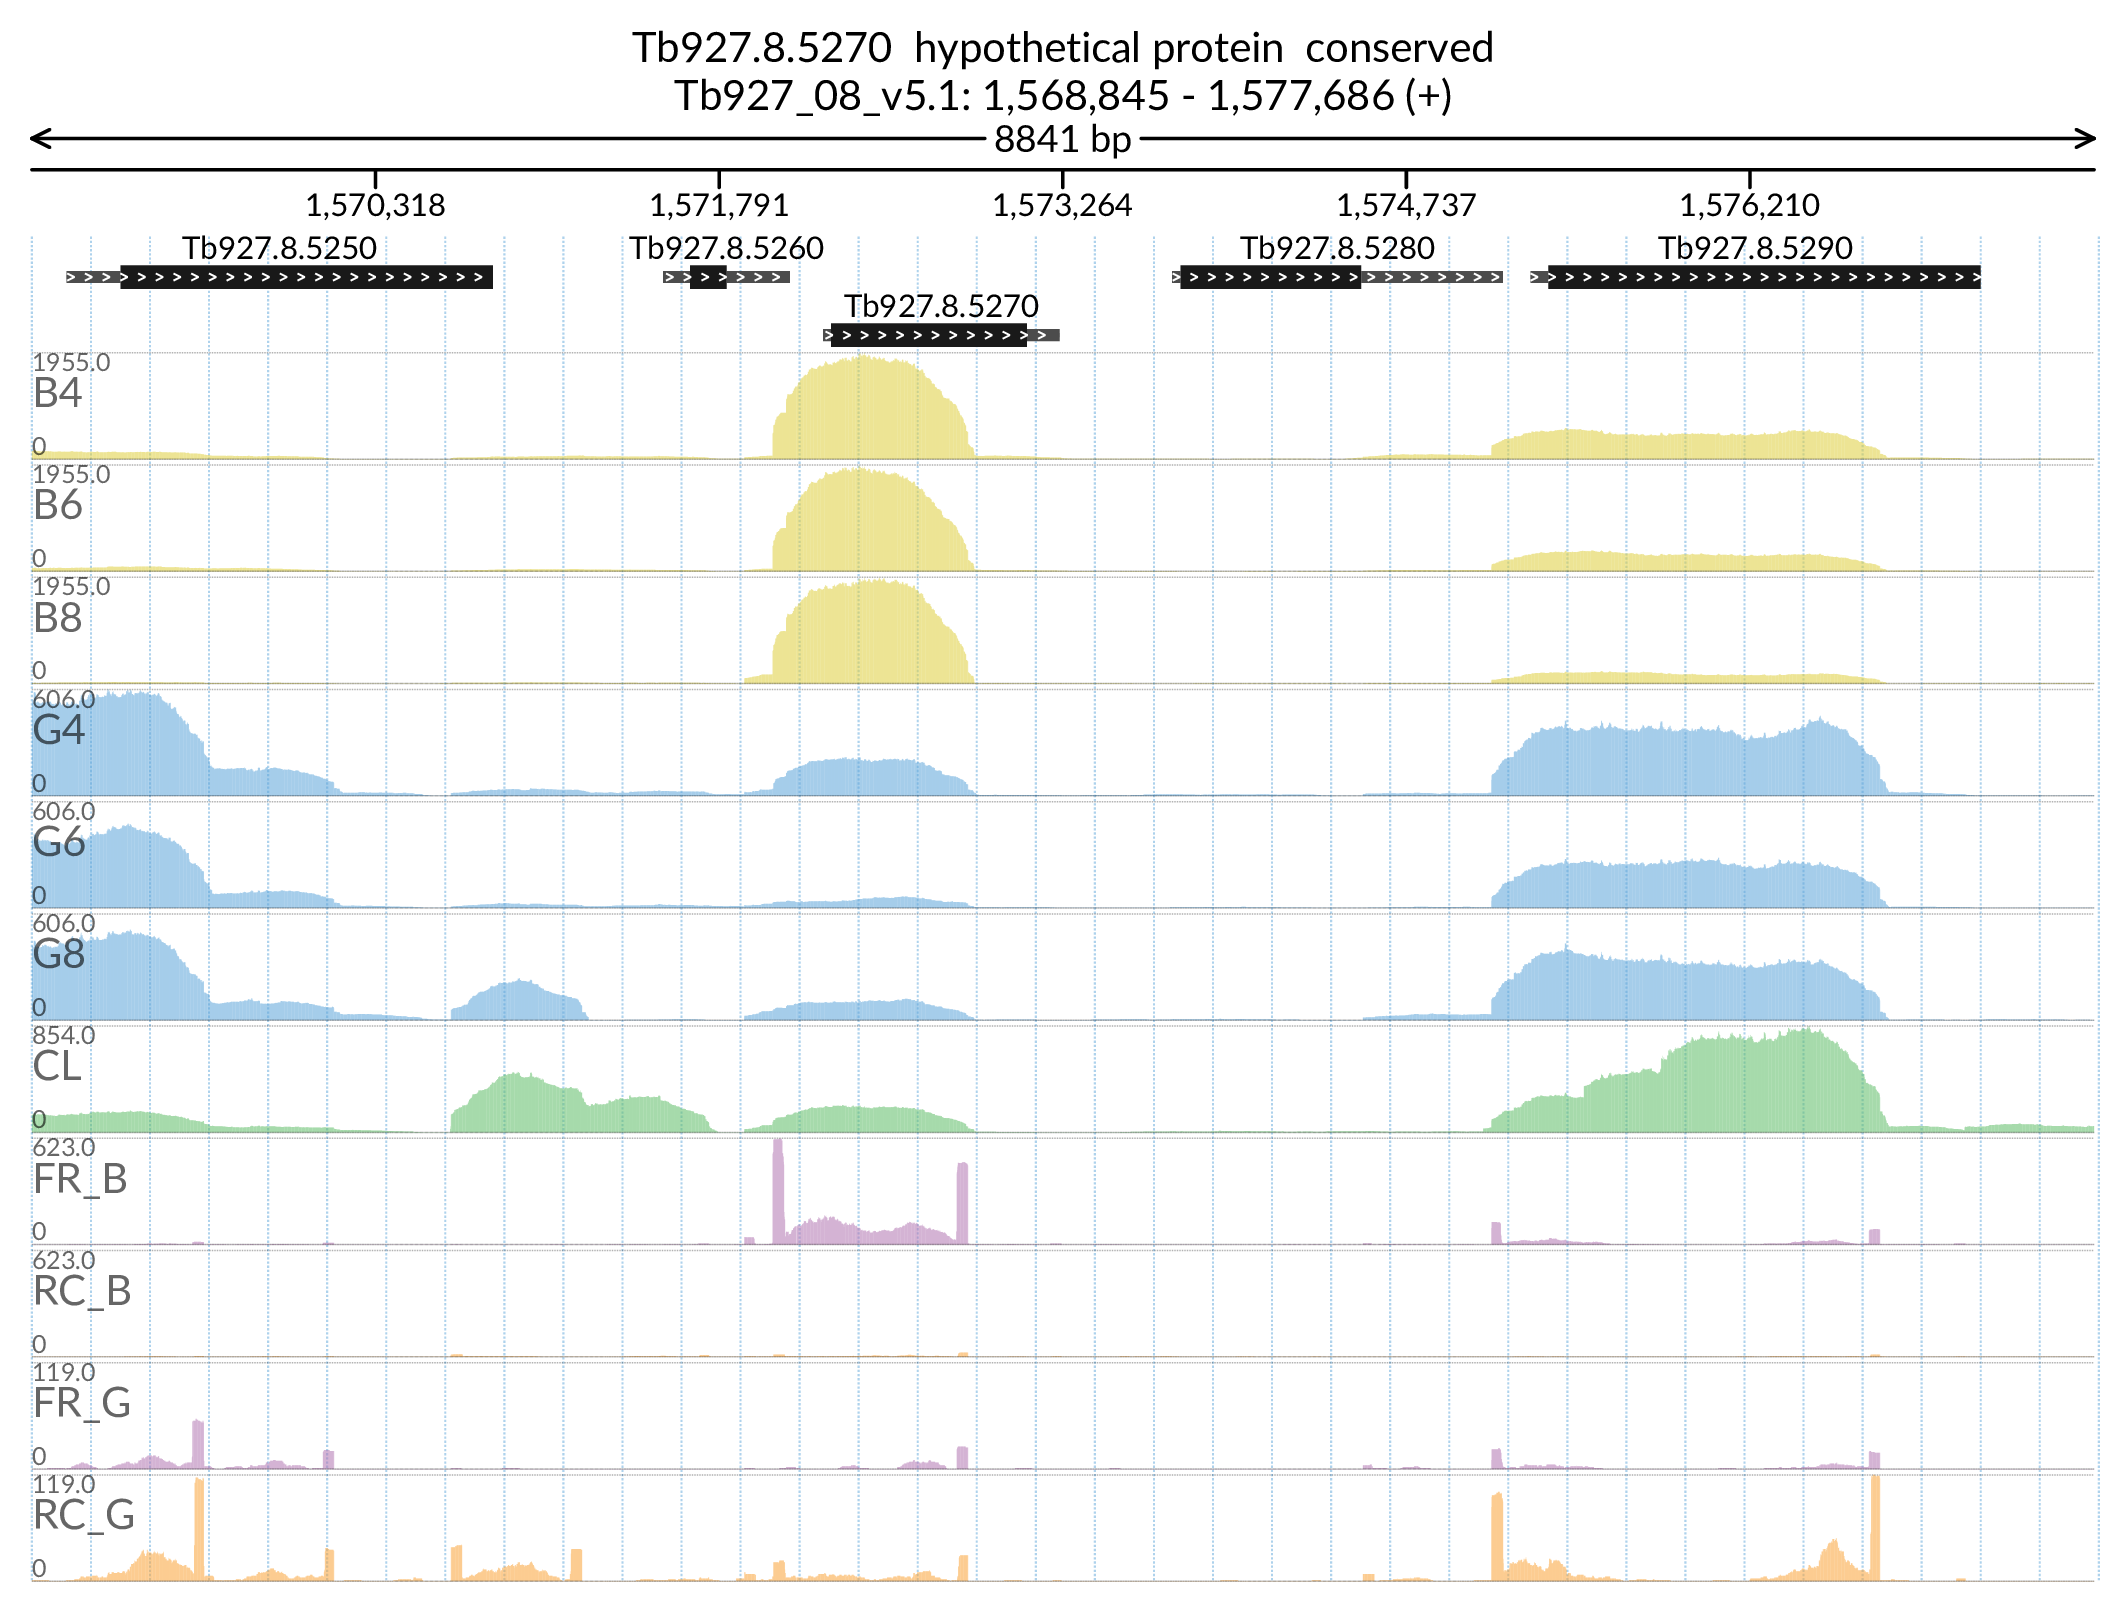 Tb927.8.5270  hypothetical protein  conserved
Tb927_08_v5.1: 1,568,845 - 1,577,686 (+)
8841 bp
1,570,318 1,571,791 1,573,264 1,574,737 1,576,210
Tb927.8.5250 Tb927.8.5260 Tb927.8.5280 Tb927.8.5290
Tb927.8.5270
1955.0
B4
0
1955.0
B6
0
1955.0
B8
0
606.0
G4
0
606.0
G6
0
606.0
G8
0
854.0
CL
0
623.0
FR_B
0
623.0
RC_B
0
119.0
FR_G
0
119.0
RC_G
0